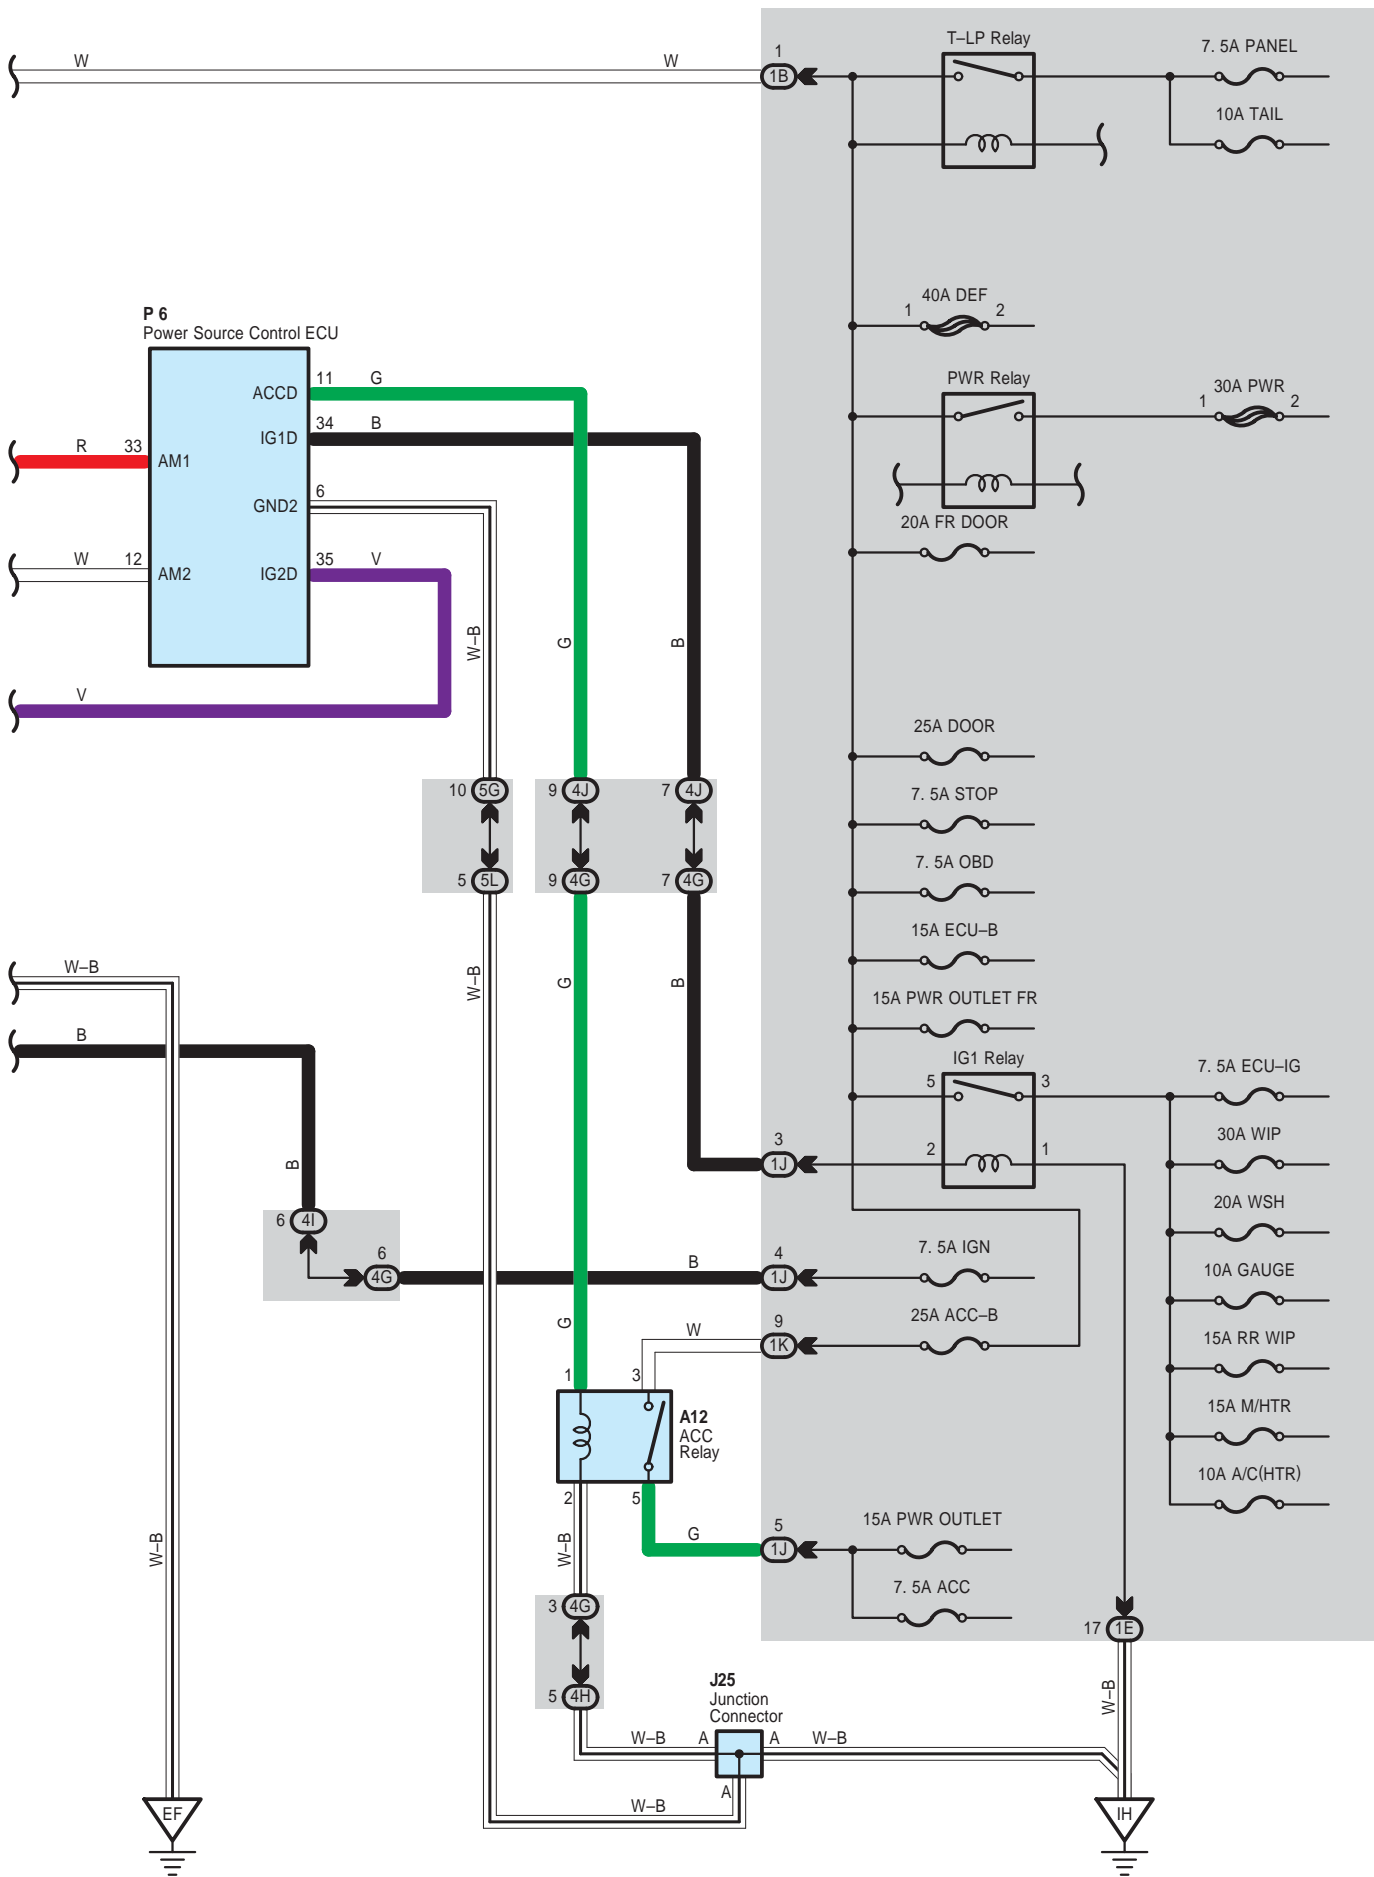 W
W
1
1B
T–LP Relay
7. 5A PANEL
10A TAIL
40A DEF
1
2
P 6
Power Source Control ECU
ACCD
11
G
PWR Relay
30A PWR
1
2
IG1D
34
B
R
33
AM1
GND2
6
20A FR DOOR
W
12
AM2
IG2D
35
V
W–B
G
B
V
25A DOOR
10
5G
9
4J
7
4J
7. 5A STOP
5
5L
9
4G
7
4G
7. 5A OBD
15A ECU–B
W–B
W–B
G
B
15A PWR OUTLET FR
B
IG1 Relay
5
3
7. 5A ECU–IG
B
3
1J
2
1
30A WIP
20A WSH
6
4I
6
4G
B
4
1J
7. 5A IGN
10A GAUGE
G
W
9
1K
25A ACC–B
15A RR WIP
1
3
A12
ACC
Relay
15A M/HTR
10A A/C(HTR)
2
5
W–B
W–B
G
5
1J
15A PWR OUTLET
7. 5A ACC
3
4G
17
1E
5
4H
J25
Junction
Connector
W–B
W–B
A
A
W–B
A
W–B
EF
IH